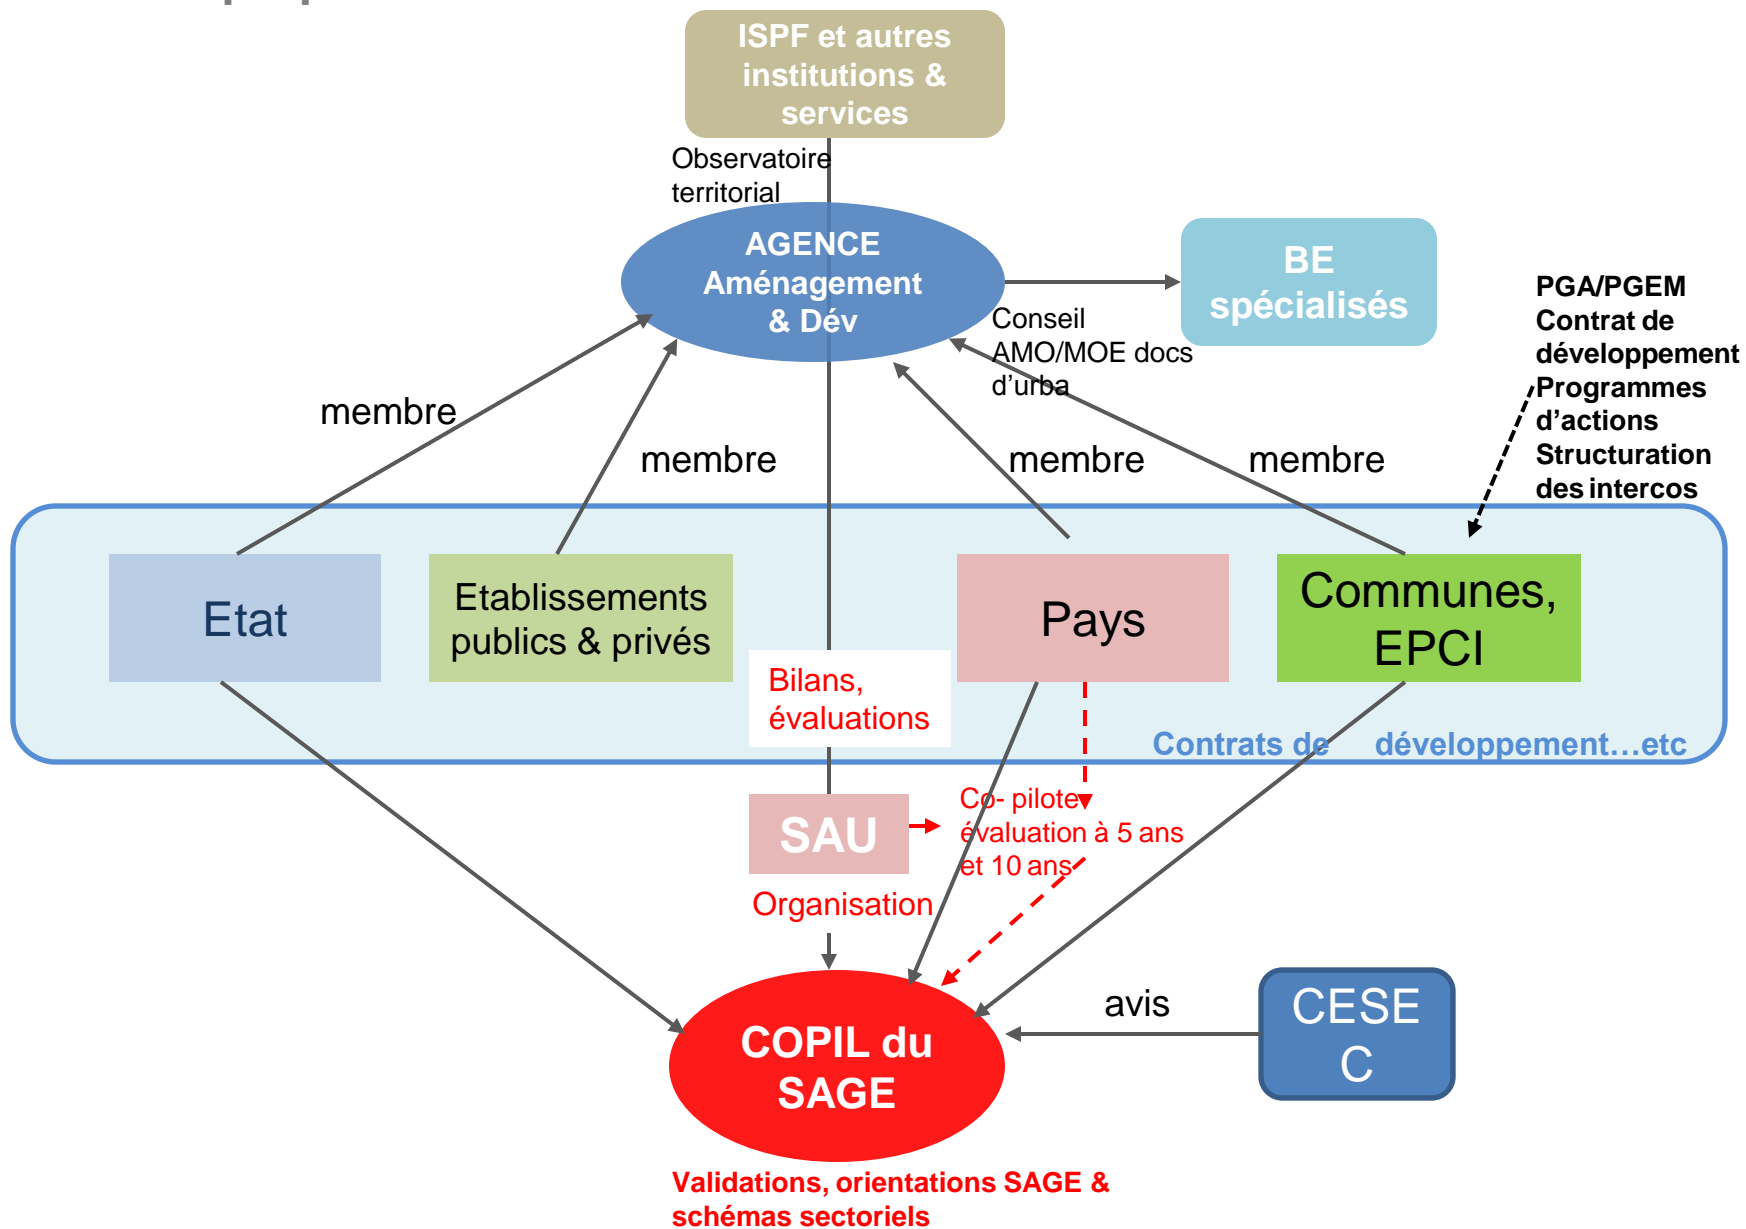 ISPF et autres
institutions &
services
Observatoire
territorial
AGENCE
Aménagement
& Dév
BE
spécialisés
Conseil
AMO/MOE docs
d'urba
PGA/PGEM
Contrat de
développement
Programmes
d'actions
Structuration
des intercos
membre
membre
membre
membre
Etat
Etablissements
publics & privés
Pays
Communes,
EPCI
Bilans,
évaluations
Contrats de développement…etc
SAU
Co- pilote
évaluation à 5 ans
et 10 ans
Organisation
COPIL du
SAGE
avis
CESE
C
Validations, orientations SAGE &
schémas sectoriels